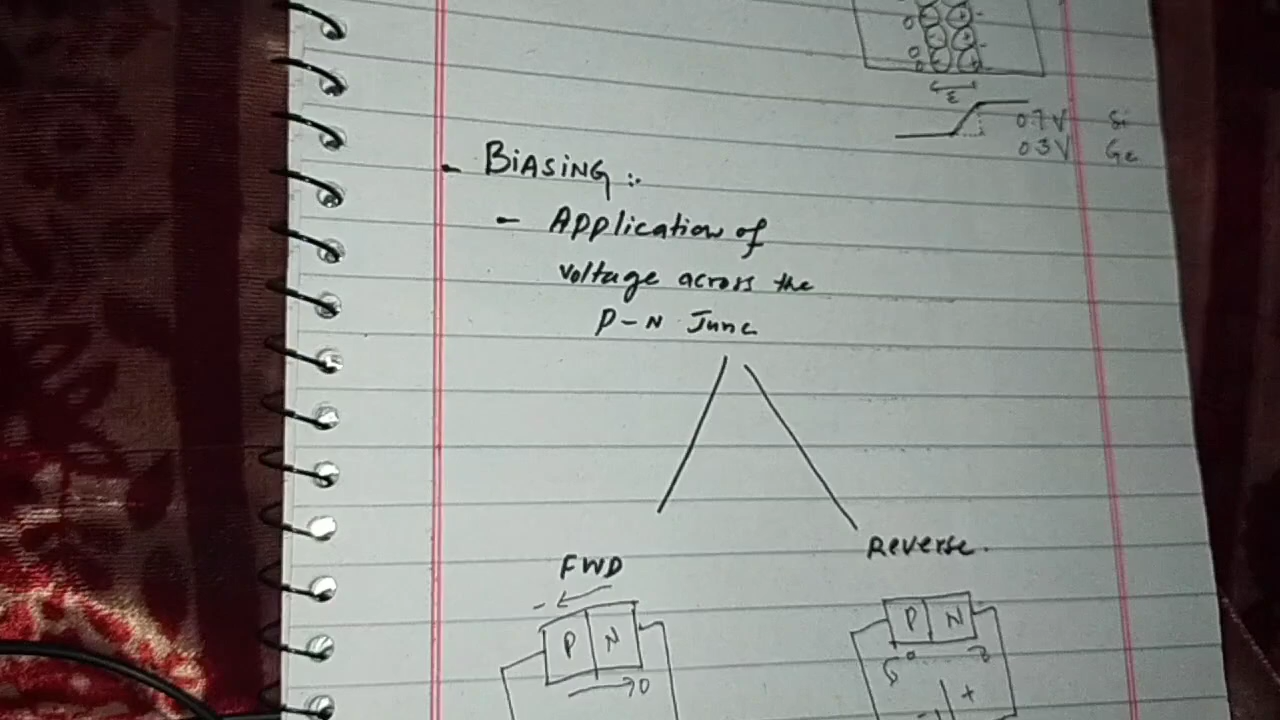 0.7V Si
0.3V Ge
- BIASING :-
- Application of
voltage across the
P-N Junc
FWD
Reverse.
P N
P N
+